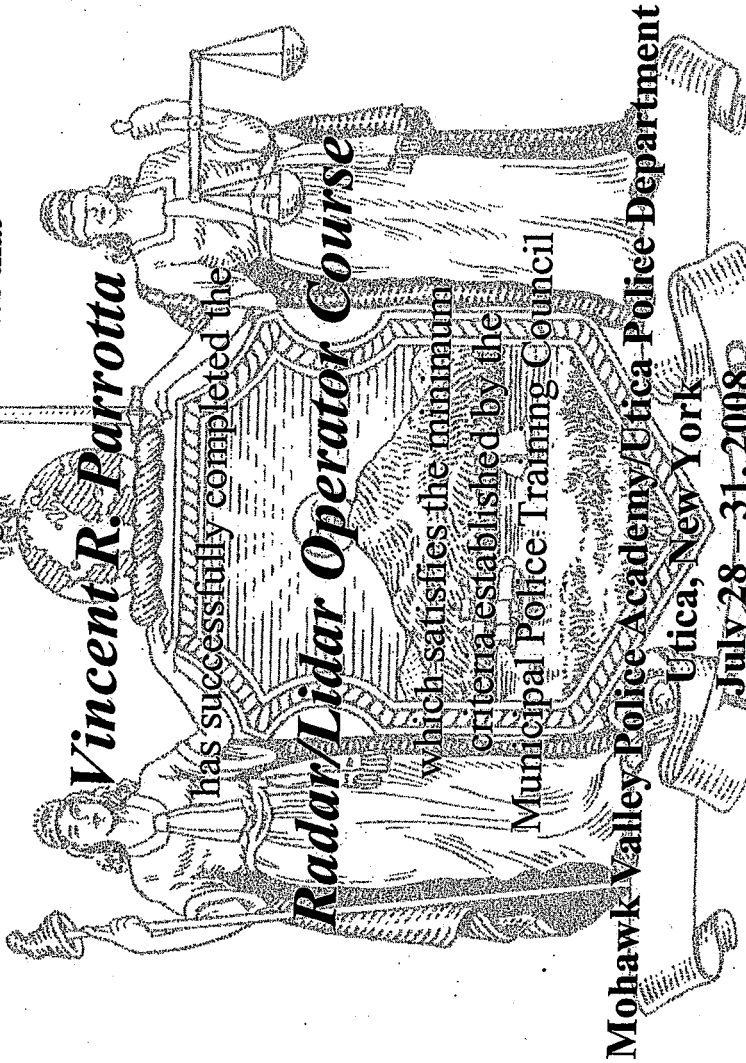 Vincent R. Parrotta
has successfully completed the
Radar/Lidar Operator Course
which satisfies the minimum
criteria established by the
Municipal Police Training Council
Mohawk Valley Police Academy/Utica Police Department
Utica, New York
July 28 – 31, 2008